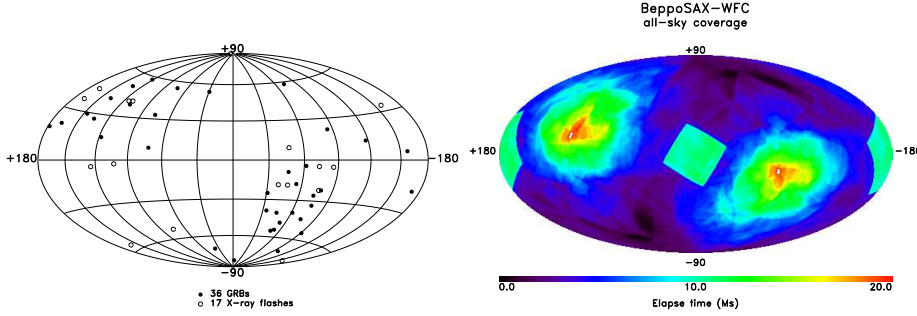 BeppoSAX-WFC
all-sky coverage
+90
+180
-180
-90
36 GRBs
17 X-ray flashes
+90
+180
-180
-90
0.0 10.0 20.0
Elapse time (Ms)